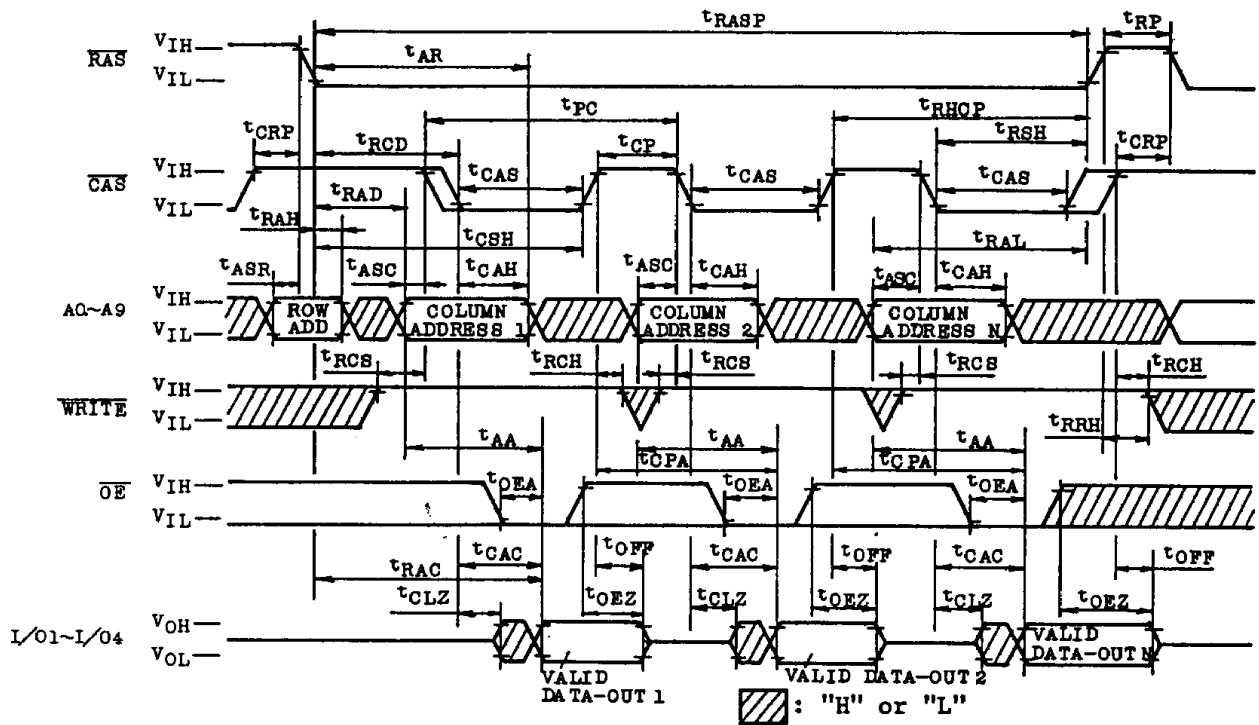 tRASP tRP
RAS VIH VIL tAR
tPC tRHCP
tCRP tRCD tCP tRSH tCRP
CAS VIH VIL tCAS tCAS tCAS
tRAD
tRAH tCSH tRAL
tASR tASC tCAH tASC tCAH tASC tCAH
A0~A9 VIH VIL ROW ADD COLUMN ADDRESS 1 COLUMN ADDRESS 2 COLUMN ADDRESS N
tRCS tRCH tRCS tRCS tRCH
WRITE VIH VIL
tRRH
tAA tAA tAA
tCPA tCPA
OE VIH VIL tOEA tOEA tOEA
tCAC tOFF tCAC tOFF tCAC tOFF
tRAC
tCLZ tOEZ tCLZ tOEZ tCLZ tOEZ
I/O1~I/O4 VOH VOL VALID DATA-OUT N
VALID DATA-OUT 1 VALID DATA-OUT 2
: "H" or "L"